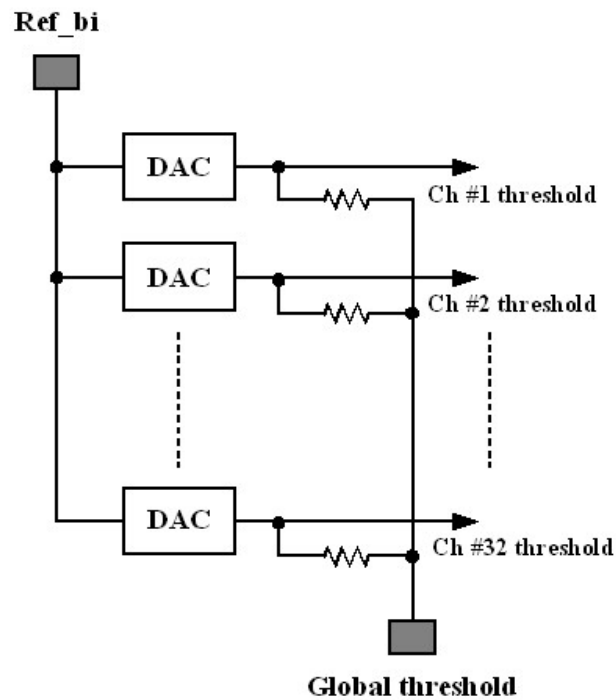 Ref_bi
DAC
Ch #1 threshold
DAC
Ch #2 threshold
DAC
Ch #32 threshold
Global threshold